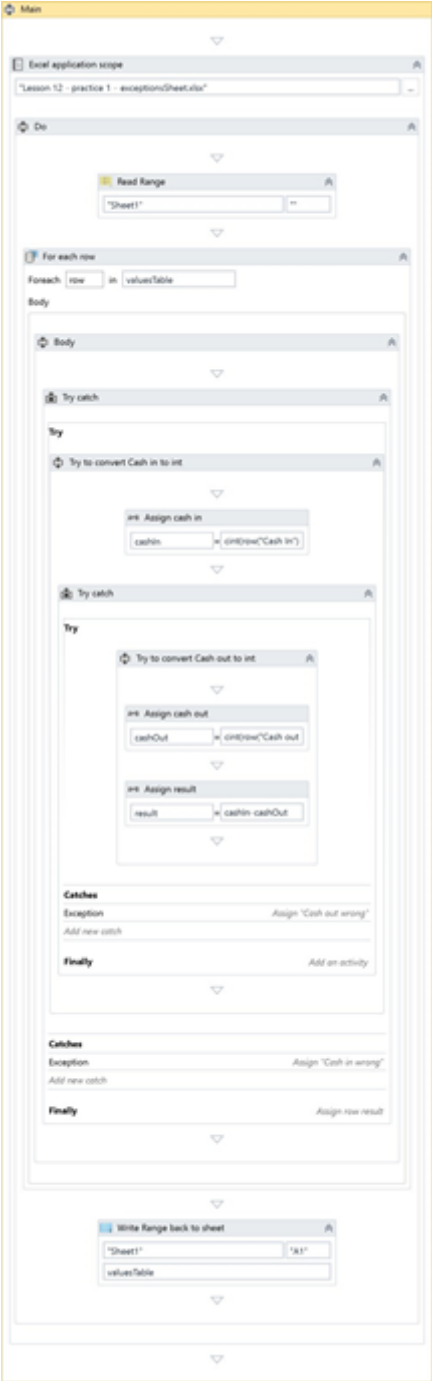 Main
Excel application scope
"Lesson 12 - practice 1 - exceptionsSheet.xlsx" ...
Do
Read Range
"Sheet1" ""
For each row
Foreach row in valuesTable
Body
Body
Try catch
Try
Try to convert Cash in to int
Assign cash in
cashIn = cint(row("Cash In")
Try catch
Try
Try to convert Cash out to int
Assign cash out
cashOut = cint(row("Cash out
Assign result
result = cashIn-cashOut
Catches
Exception Assign "Cash out wrong"
Add new catch
Finally Add an activity
Catches
Exception Assign "Cash in wrong"
Add new catch
Finally Assign row result
Write Range back to sheet
"Sheet1" "A1"
valuesTable